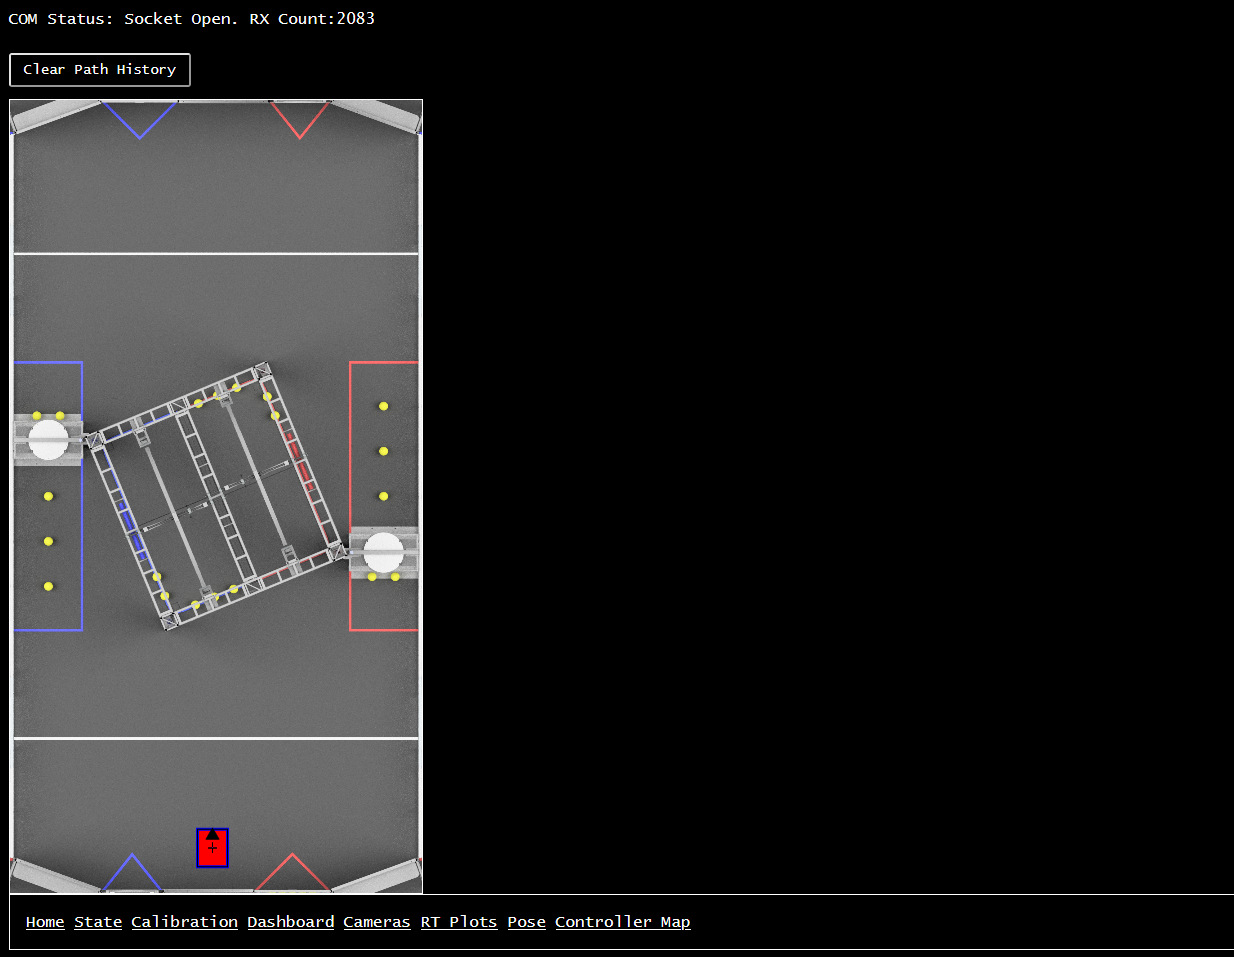 COM Status: Socket Open. RX Count:2083
Clear Path History
Home State Calibration Dashboard Cameras RT Plots Pose Controller Map